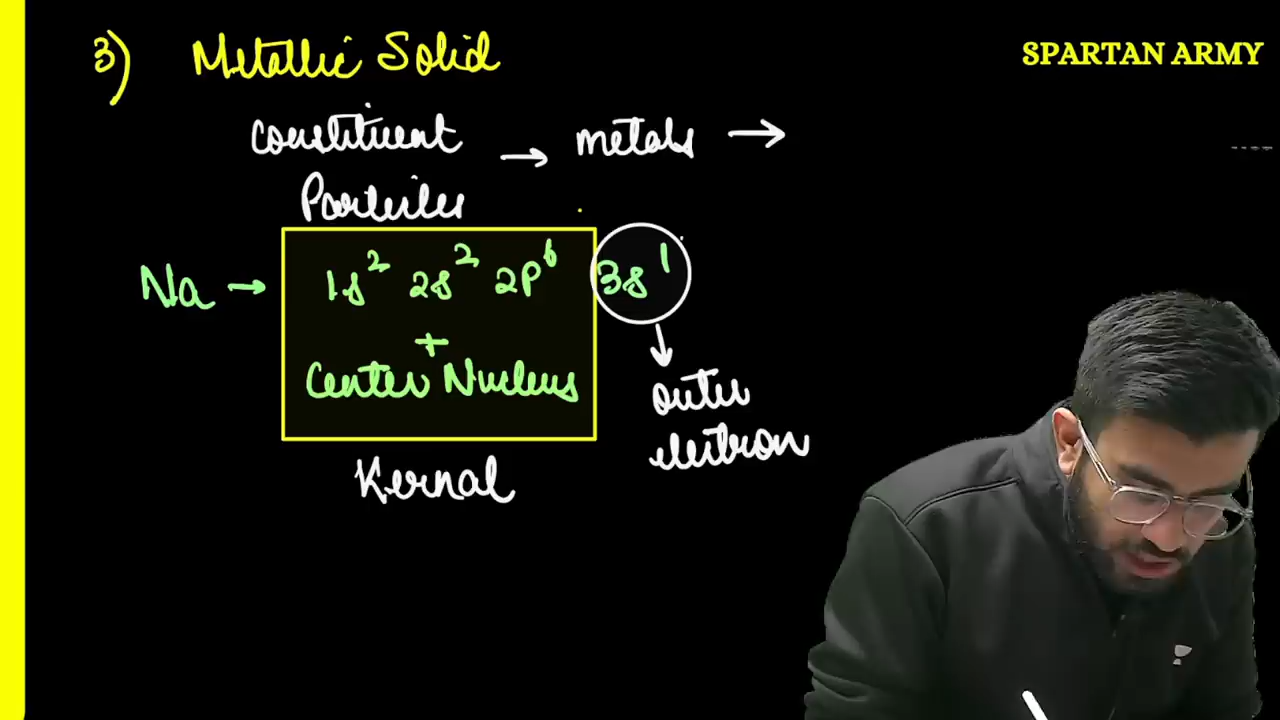 3) Metallic Solid
SPARTAN ARMY
constituent → metals →
Particles
Na → 1s² 2s² 2p⁶ 3s¹
+
Center Nucleus
outer
electron
Kernal